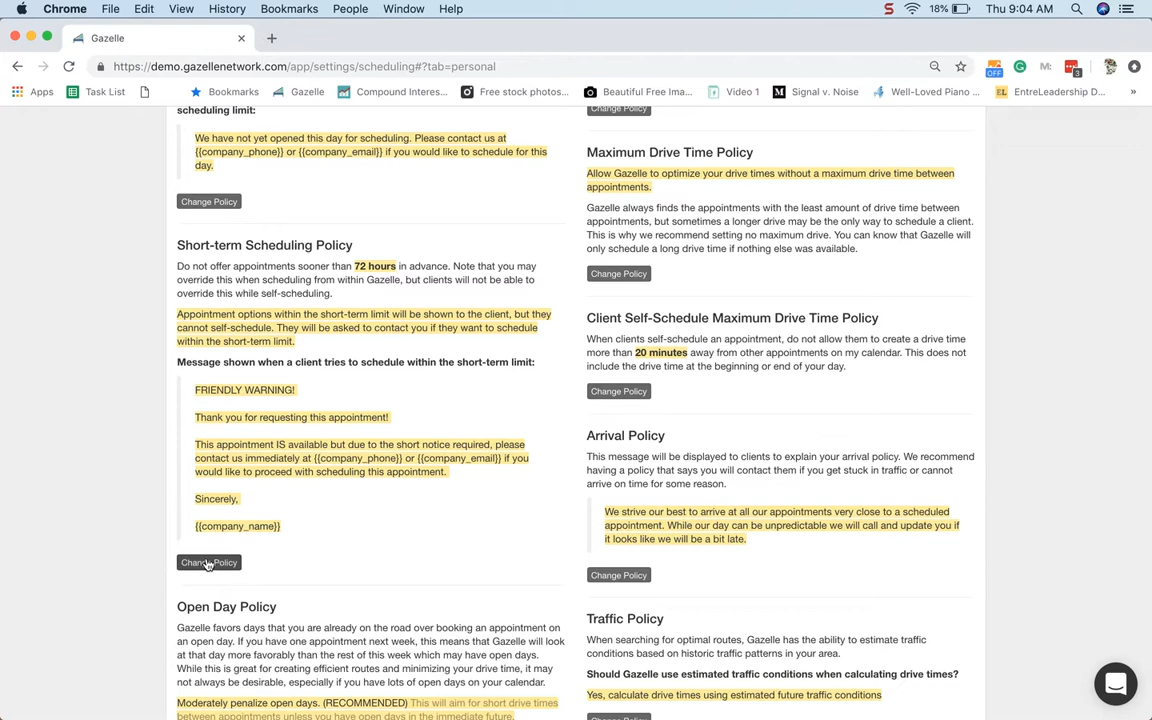 Chrome File Edit View History Bookmarks People Window Help
S 18% Thu 9:04 AM
Gazelle
https://demo.gazellenetwork.com/app/settings/scheduling#?tab=personal
OFF M: 3
Apps Task List Bookmarks Gazelle Compound Interes... Free stock photos... Beautiful Free Ima... Video 1 Signal v. Noise Well-Loved Piano ... EntreLeadership D... »
scheduling limit:
We have not yet opened this day for scheduling. Please contact us at
{{company_phone}} or {{company_email}} if you would like to schedule for this
day.
Change Policy
Short-term Scheduling Policy
Do not offer appointments sooner than 72 hours in advance. Note that you may
override this when scheduling from within Gazelle, but clients will not be able to
override this while self-scheduling.
Appointment options within the short-term limit will be shown to the client, but they
cannot self-schedule. They will be asked to contact you if they want to schedule
within the short-term limit.
Message shown when a client tries to schedule within the short-term limit:
FRIENDLY WARNING!
Thank you for requesting this appointment!
This appointment IS available but due to the short notice required, please
contact us immediately at {{company_phone}} or {{company_email}} if you
would like to proceed with scheduling this appointment.
Sincerely,
{{company_name}}
Change Policy
Open Day Policy
Gazelle favors days that you are already on the road over booking an appointment on
an open day. If you have one appointment next week, this means that Gazelle will look
at that day more favorably than the rest of this week which may have open days.
While this is great for creating efficient routes and minimizing your drive time, it may
not always be desirable, especially if you have lots of open days on your calendar.
Moderately penalize open days. (RECOMMENDED) This will aim for short drive times
between appointments unless you have open days in the immediate future.
Change Policy
Maximum Drive Time Policy
Allow Gazelle to optimize your drive times without a maximum drive time between
appointments.
Gazelle always finds the appointments with the least amount of drive time between
appointments, but sometimes a longer drive may be the only way to schedule a client.
This is why we recommend setting no maximum drive. You can know that Gazelle will
only schedule a long drive time if nothing else was available.
Change Policy
Client Self-Schedule Maximum Drive Time Policy
When clients self-schedule an appointment, do not allow them to create a drive time
more than 20 minutes away from other appointments on my calendar. This does not
include the drive time at the beginning or end of your day.
Change Policy
Arrival Policy
This message will be displayed to clients to explain your arrival policy. We recommend
having a policy that says you will contact them if you get stuck in traffic or cannot
arrive on time for some reason.
We strive our best to arrive at all our appointments very close to a scheduled
appointment. While our day can be unpredictable we will call and update you if
it looks like we will be a bit late.
Change Policy
Traffic Policy
When searching for optimal routes, Gazelle has the ability to estimate traffic
conditions based on historic traffic patterns in your area.
Should Gazelle use estimated traffic conditions when calculating drive times?
Yes, calculate drive times using estimated future traffic conditions